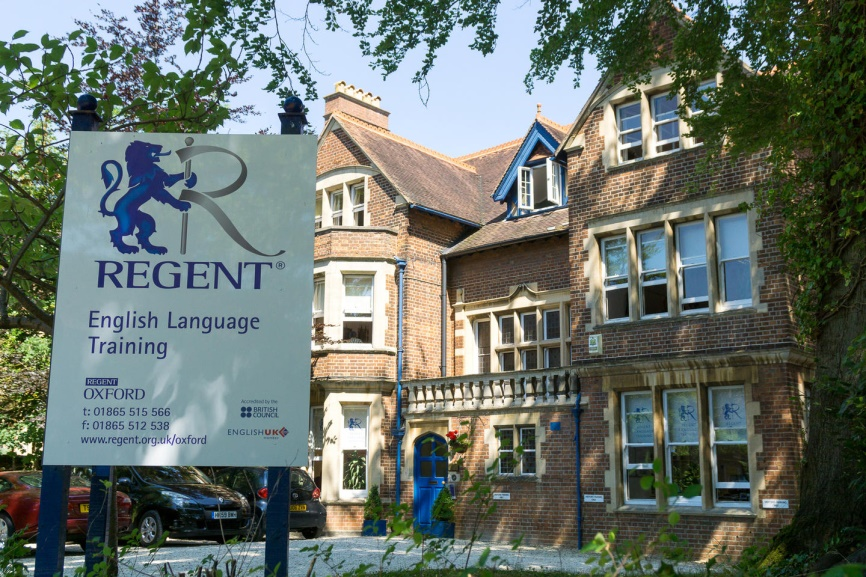 R
REGENT®
English Language
Training
REGENT
OXFORD
t: 01865 515 566
f: 01865 512 538
www.regent.org.uk/oxford
Accredited by the
BRITISH
COUNCIL
ENGLISHUK